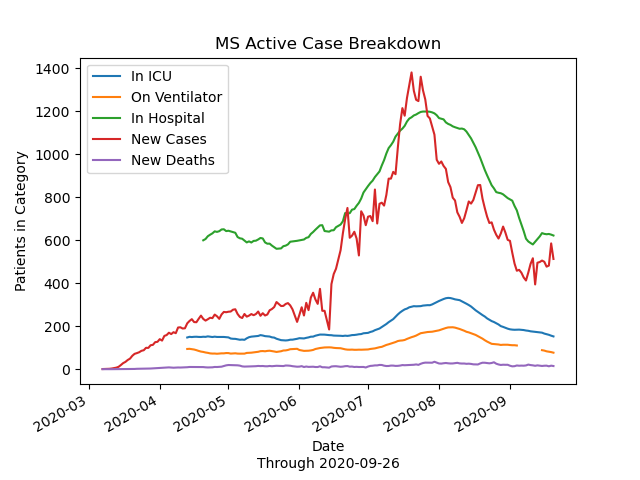 MS Active Case Breakdown
In ICU
On Ventilator
In Hospital
New Cases
New Deaths
Patients in Category
1400
1200
1000
800
600
400
200
0
2020-03
2020-04
2020-05
2020-06
2020-07
2020-08
2020-09
Date
Through 2020-09-26